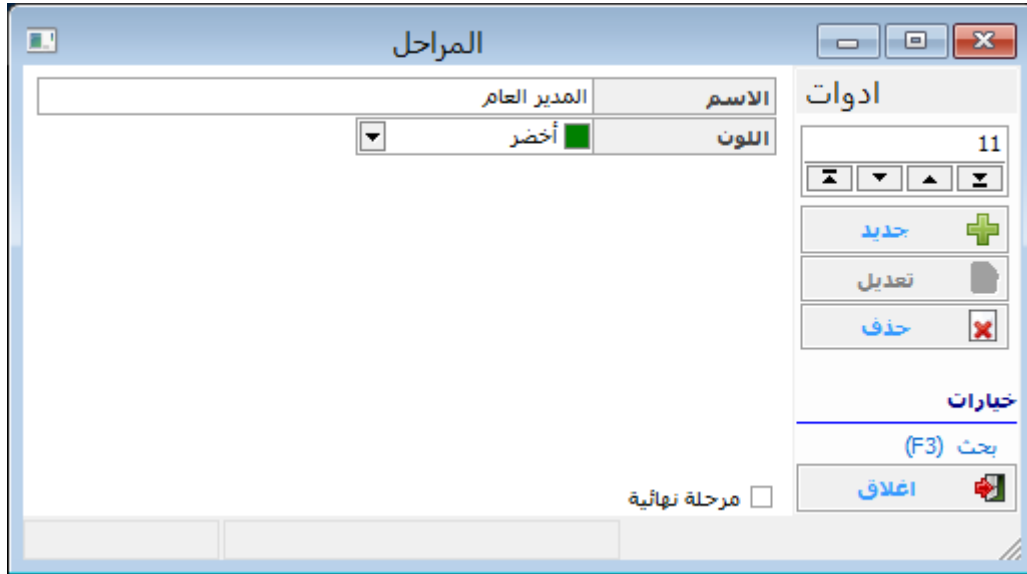 المراحل
ادوات
الاسم المدير العام
اللون أخضر
11
جديد
تعديل
حذف
خيارات
بحث (F3)
اغلاق
مرحلة نهائية